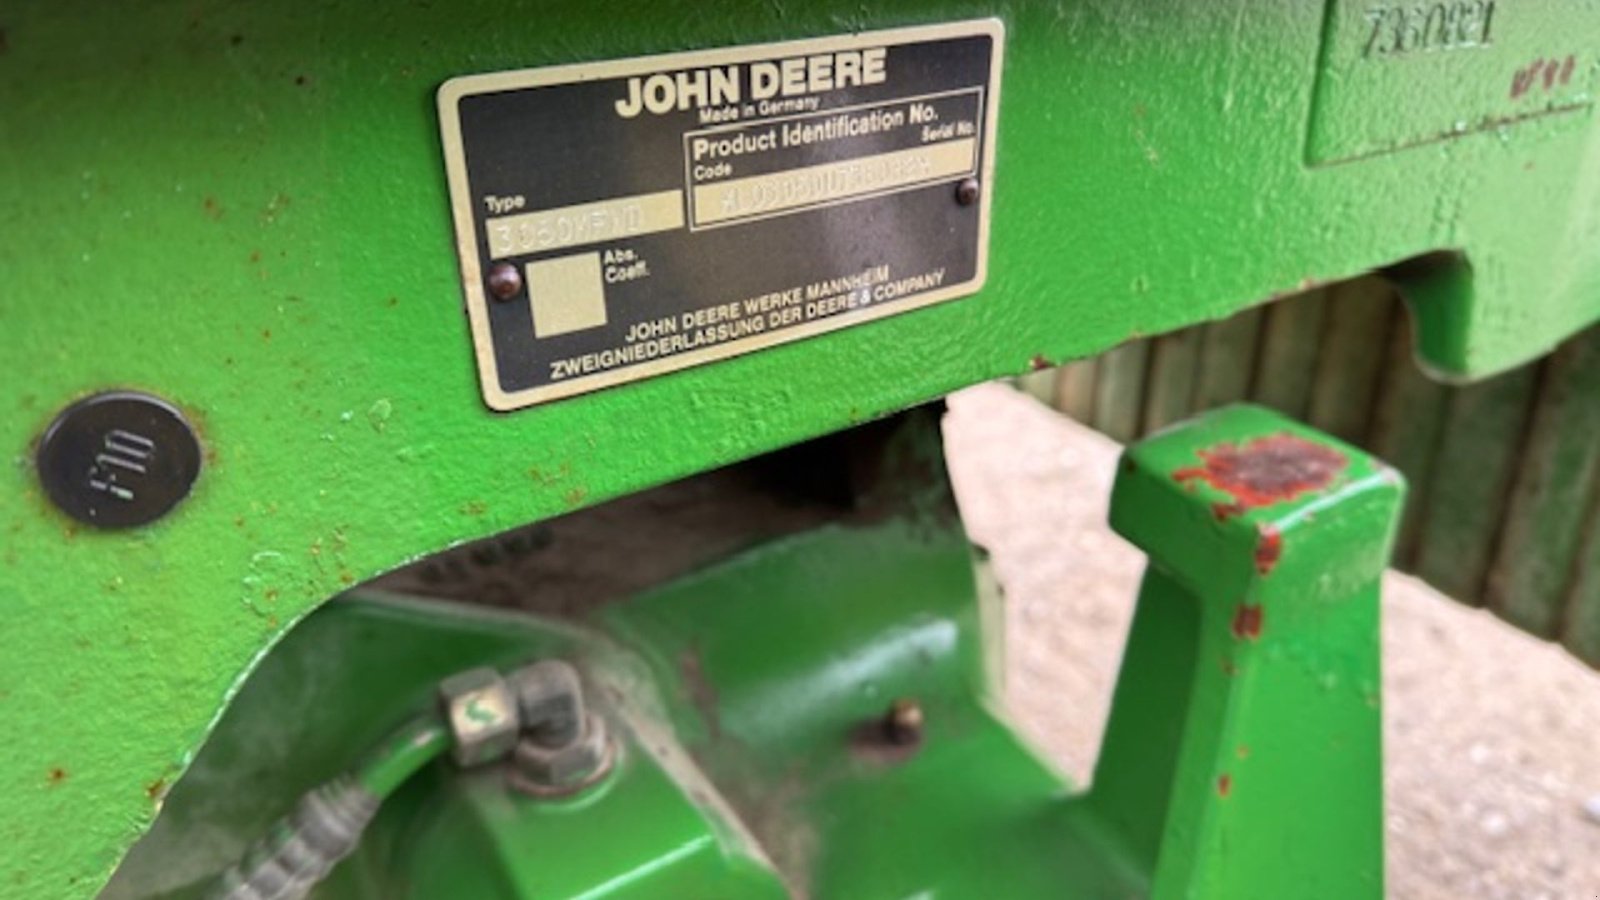 JOHN DEERE
Made in Germany
Product Identification No.
Serial No.
Code
Type
Abs.
Coeff.
JOHN DEERE WERKE MANNHEIM
ZWEIGNIEDERLASSUNG DER DEERE & COMPANY
F10